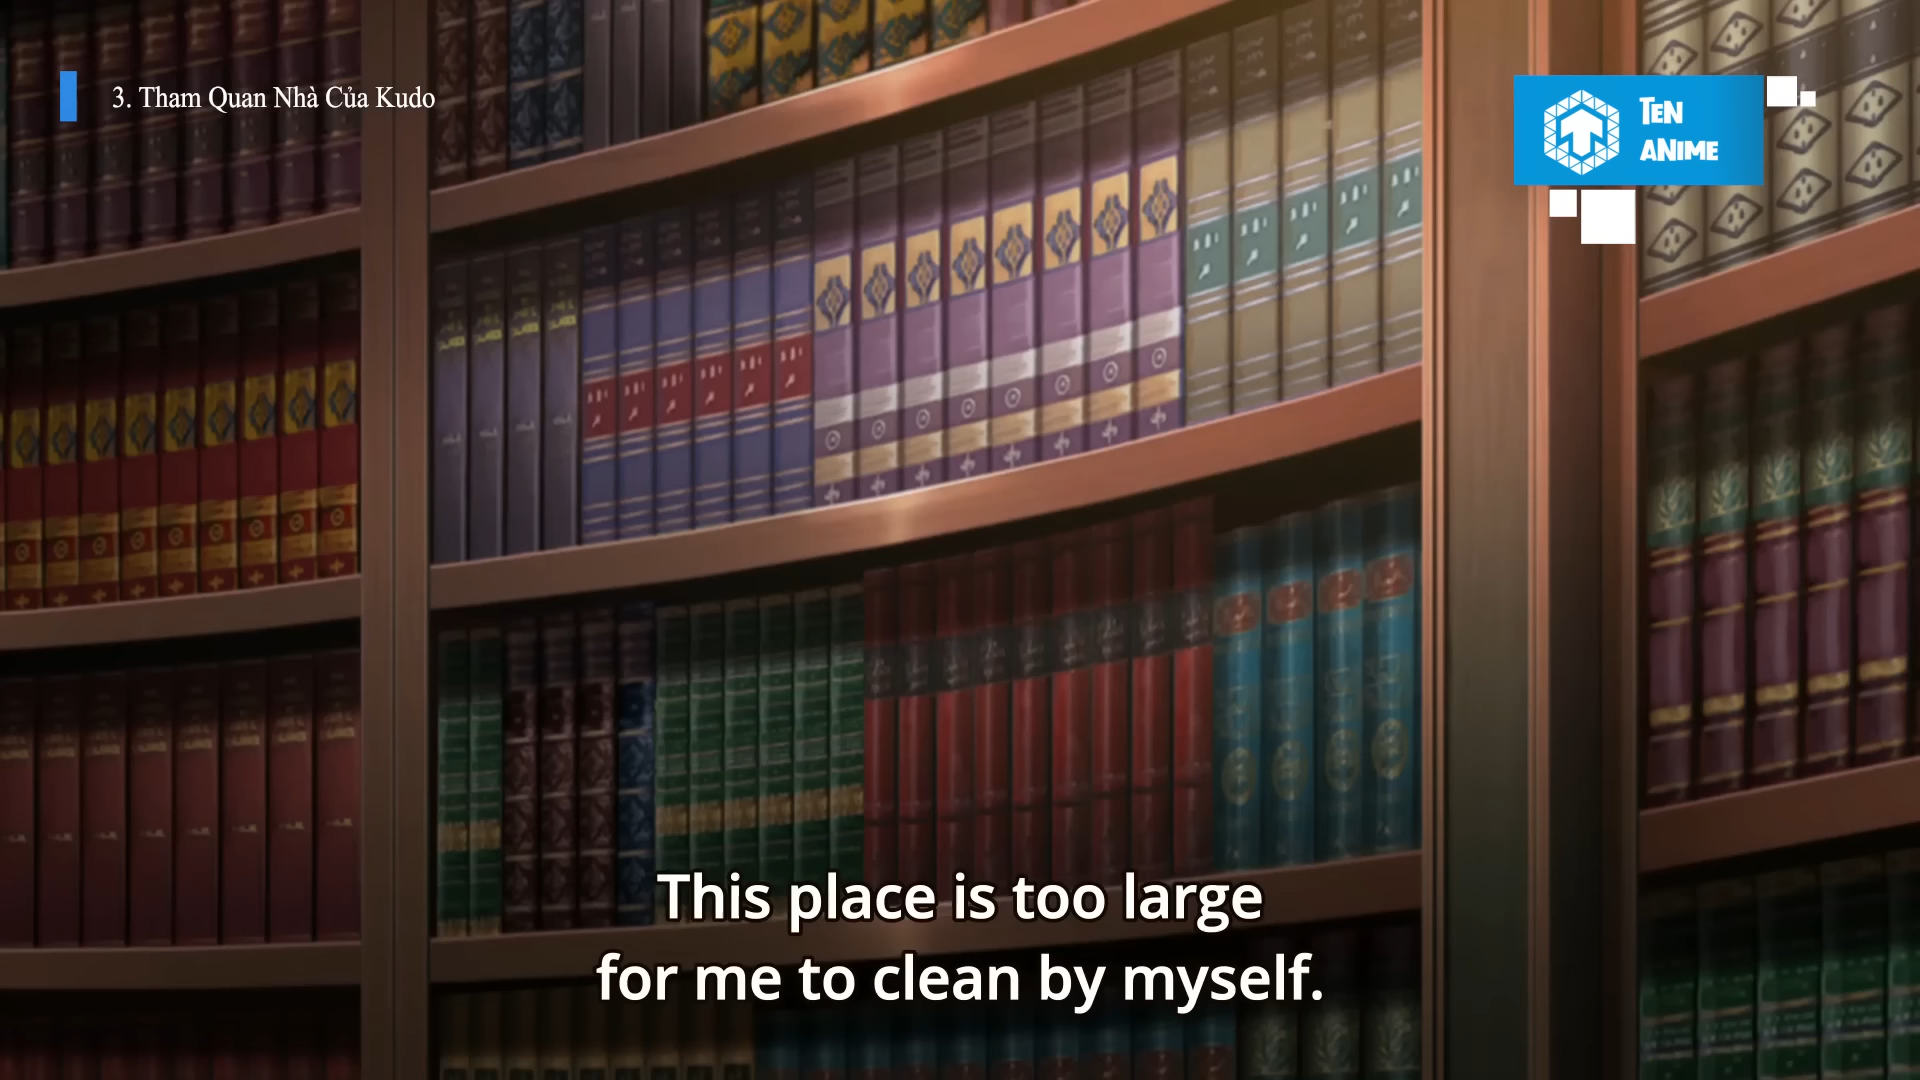 3. Tham Quan Nhà Của Kudo
TEN
ANIME
This place is too large
for me to clean by myself.